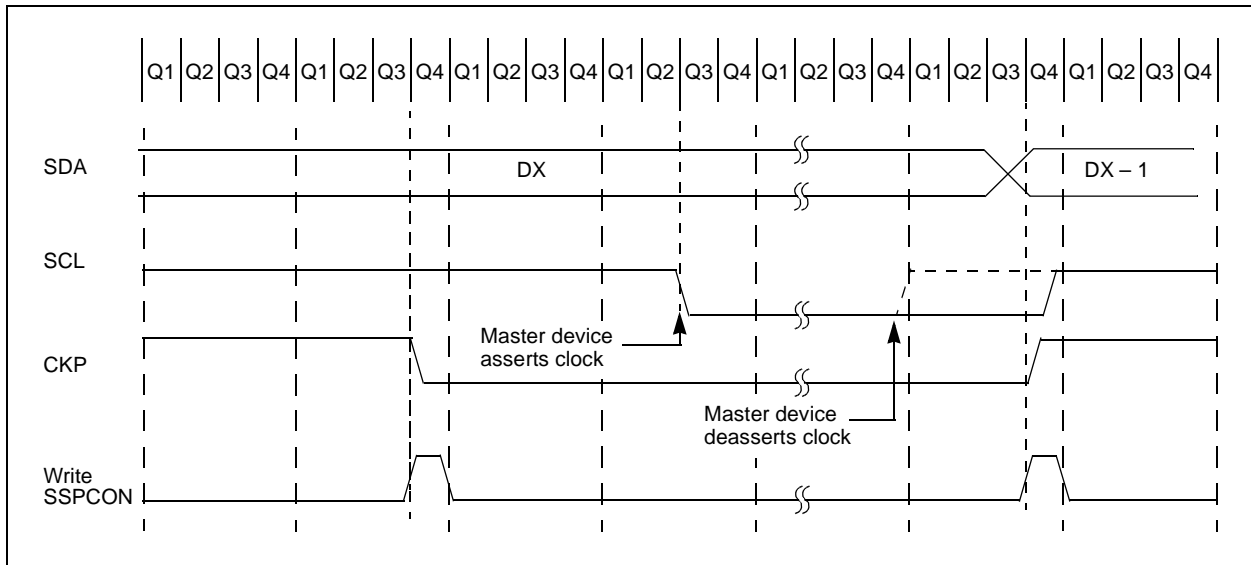 Q1 Q2 Q3 Q4 Q1 Q2 Q3 Q4 Q1 Q2 Q3 Q4 Q1 Q2 Q3 Q4 Q1 Q2 Q3 Q4 Q1 Q2 Q3 Q4 Q1 Q2 Q3 Q4
SDA
DX
DX – 1
SCL
Master device
asserts clock
CKP
Master device
deasserts clock
Write
SSPCON